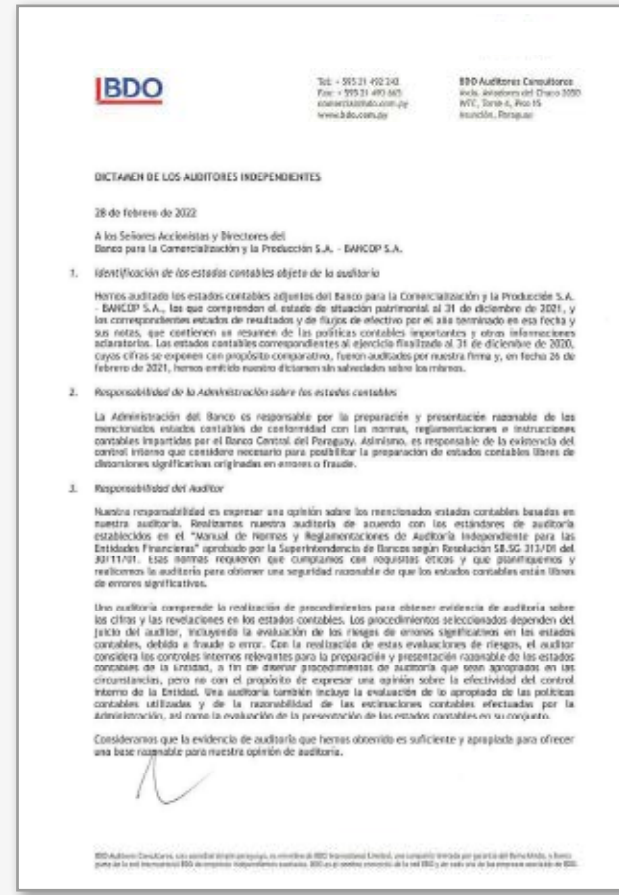 BDO
Tel: + 595 21 492 242
Fax: + 595 21 493 665
comercial@bdo.com.py
www.bdo.com.py
BDO Auditores Consultores
Avda. Aviadores del Chaco 2050
WTC, Torre 4, Piso 15
Asunción, Paraguay
DICTAMEN DE LOS AUDITORES INDEPENDIENTES
28 de febrero de 2022
A los Señores Accionistas y Directores del
Banco para la Comercialización y la Producción S.A. - BANCOP S.A.
1. Identificación de los estados contables objeto de la auditoría
Hemos auditado los estados contables adjuntos del Banco para la Comercialización y la Producción S.A.
- BANCOP S.A., los que comprenden el estado de situación patrimonial al 31 de diciembre de 2021, y
los correspondientes estados de resultados y de flujos de efectivo por el año terminado en esa fecha y
sus notas, que contienen un resumen de las políticas contables importantes y otras informaciones
aclaratorias. Los estados contables correspondientes al ejercicio finalizado al 31 de diciembre de 2020,
cuyas cifras se exponen con propósito comparativo, fueron auditados por nuestra firma y, en fecha 26 de
febrero de 2021, hemos emitido nuestro dictamen sin salvedades sobre los mismos.
2. Responsabilidad de la Administración sobre los estados contables
La Administración del Banco es responsable por la preparación y presentación razonable de los
mencionados estados contables de conformidad con las normas, reglamentaciones e instrucciones
contables impartidas por el Banco Central del Paraguay. Asimismo, es responsable de la existencia del
control interno que considere necesario para posibilitar la preparación de estados contables libres de
distorsiones significativas originadas en errores o fraude.
3. Responsabilidad del Auditor
Nuestra responsabilidad es expresar una opinión sobre los mencionados estados contables basados en
nuestra auditoría. Realizamos nuestra auditoría de acuerdo con los estándares de auditoría
establecidos en el "Manual de Normas y Reglamentaciones de Auditoría Independiente para las
Entidades Financieras" aprobado por la Superintendencia de Bancos según Resolución SB.SG 313/01 del
30/11/01. Esas normas requieren que cumplamos con requisitos éticos y que planifiquemos y
realicemos la auditoría para obtener una seguridad razonable de que los estados contables están libres
de errores significativos.
Una auditoría comprende la realización de procedimientos para obtener evidencia de auditoría sobre
las cifras y las revelaciones en los estados contables. Los procedimientos seleccionados dependen del
juicio del auditor, incluyendo la evaluación de los riesgos de errores significativos en los estados
contables, debido a fraude o error. Con la realización de estas evaluaciones de riesgos, el auditor
considera los controles internos relevantes para la preparación y presentación razonable de los estados
contables de la Entidad, a fin de diseñar procedimientos de auditoría que sean apropiados en las
circunstancias, pero no con el propósito de expresar una opinión sobre la efectividad del control
interno de la Entidad. Una auditoría también incluye la evaluación de lo apropiado de las políticas
contables utilizadas y de la razonabilidad de las estimaciones contables efectuadas por la
Administración, así como la evaluación de la presentación de los estados contables en su conjunto.
Consideramos que la evidencia de auditoría que hemos obtenido es suficiente y apropiada para ofrecer
una base razonable para nuestra opinión de auditoría.